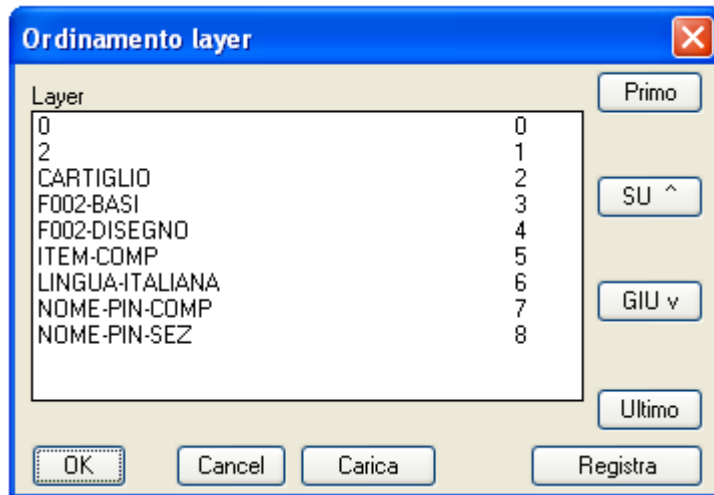 Ordinamento layer
Layer
Primo
0 0
2 1
CARTIGLIO 2
F002-BASI 3
F002-DISEGNO 4
ITEM-COMP 5
LINGUA-ITALIANA 6
NOME-PIN-COMP 7
NOME-PIN-SEZ 8
SU ^
GIU v
Ultimo
OK Cancel Carica Registra